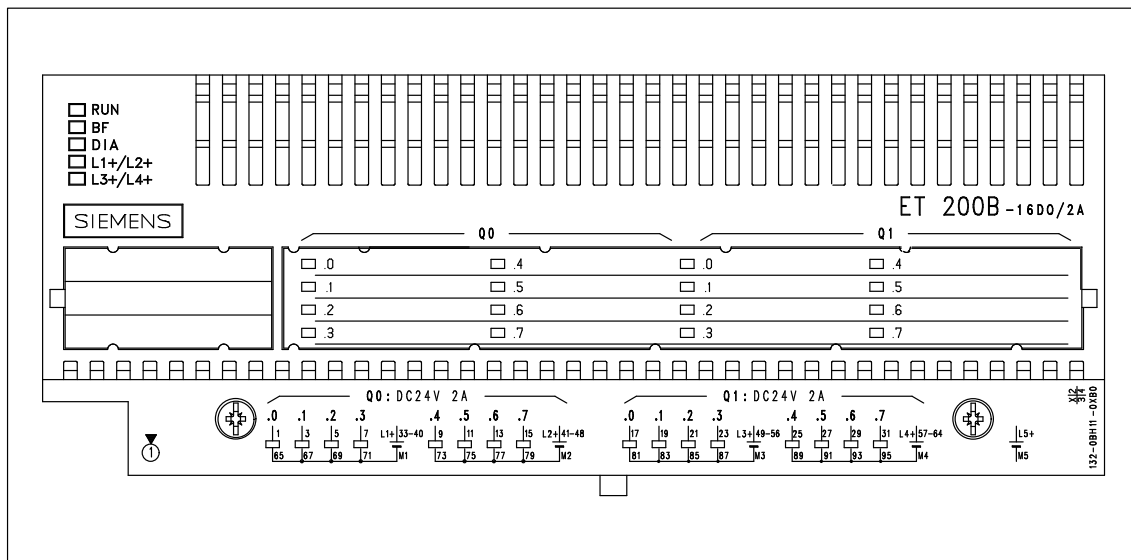 RUN
BF
DIA
L1+/L2+
L3+/L4+
SIEMENS
ET 200B -16DO/2A
Q0 Q1
.0 .4 .0 .4
.1 .5 .1 .5
.2 .6 .2 .6
.3 .7 .3 .7
Q0:DC24V 2A Q1:DC24V 2A
.0 .1 .2 .3 .4 .5 .6 .7 .0 .1 .2 .3 .4 .5 .6 .7
1 3 5 7 L1+ 33-40 9 11 13 15 L2+ 41-48 17 19 21 23 L3+ 49-56 25 27 29 31 L4+ 57-64 L5+
65 67 69 71 M1 73 75 77 79 M2 81 83 85 87 M3 89 91 93 95 M4 M5
1
X 2
3 4
132-0BH11-0XB0